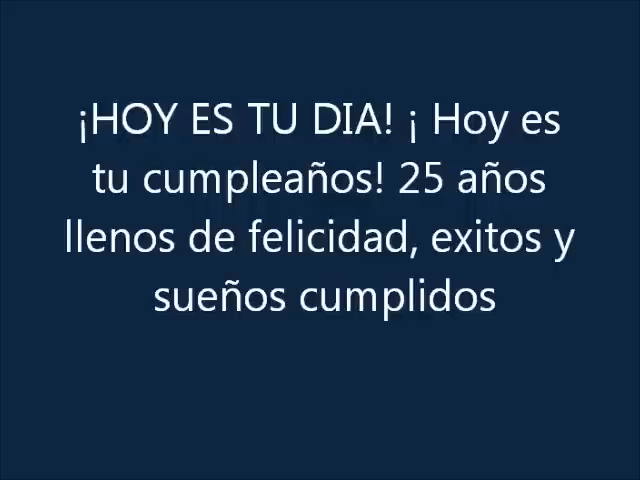 ¡HOY ES TU DIA! ¡ Hoy es
tu cumpleaños! 25 años
llenos de felicidad, exitos y
sueños cumplidos